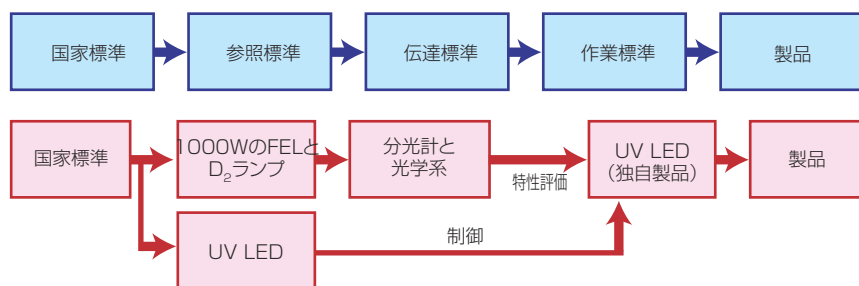 国家標準
参照標準
伝達標準
作業標準
製品
国家標準
1000WのFELと
D₂ランプ
分光計と
光学系
特性評価
UV LED
（独自製品）
製品
UV LED
制御